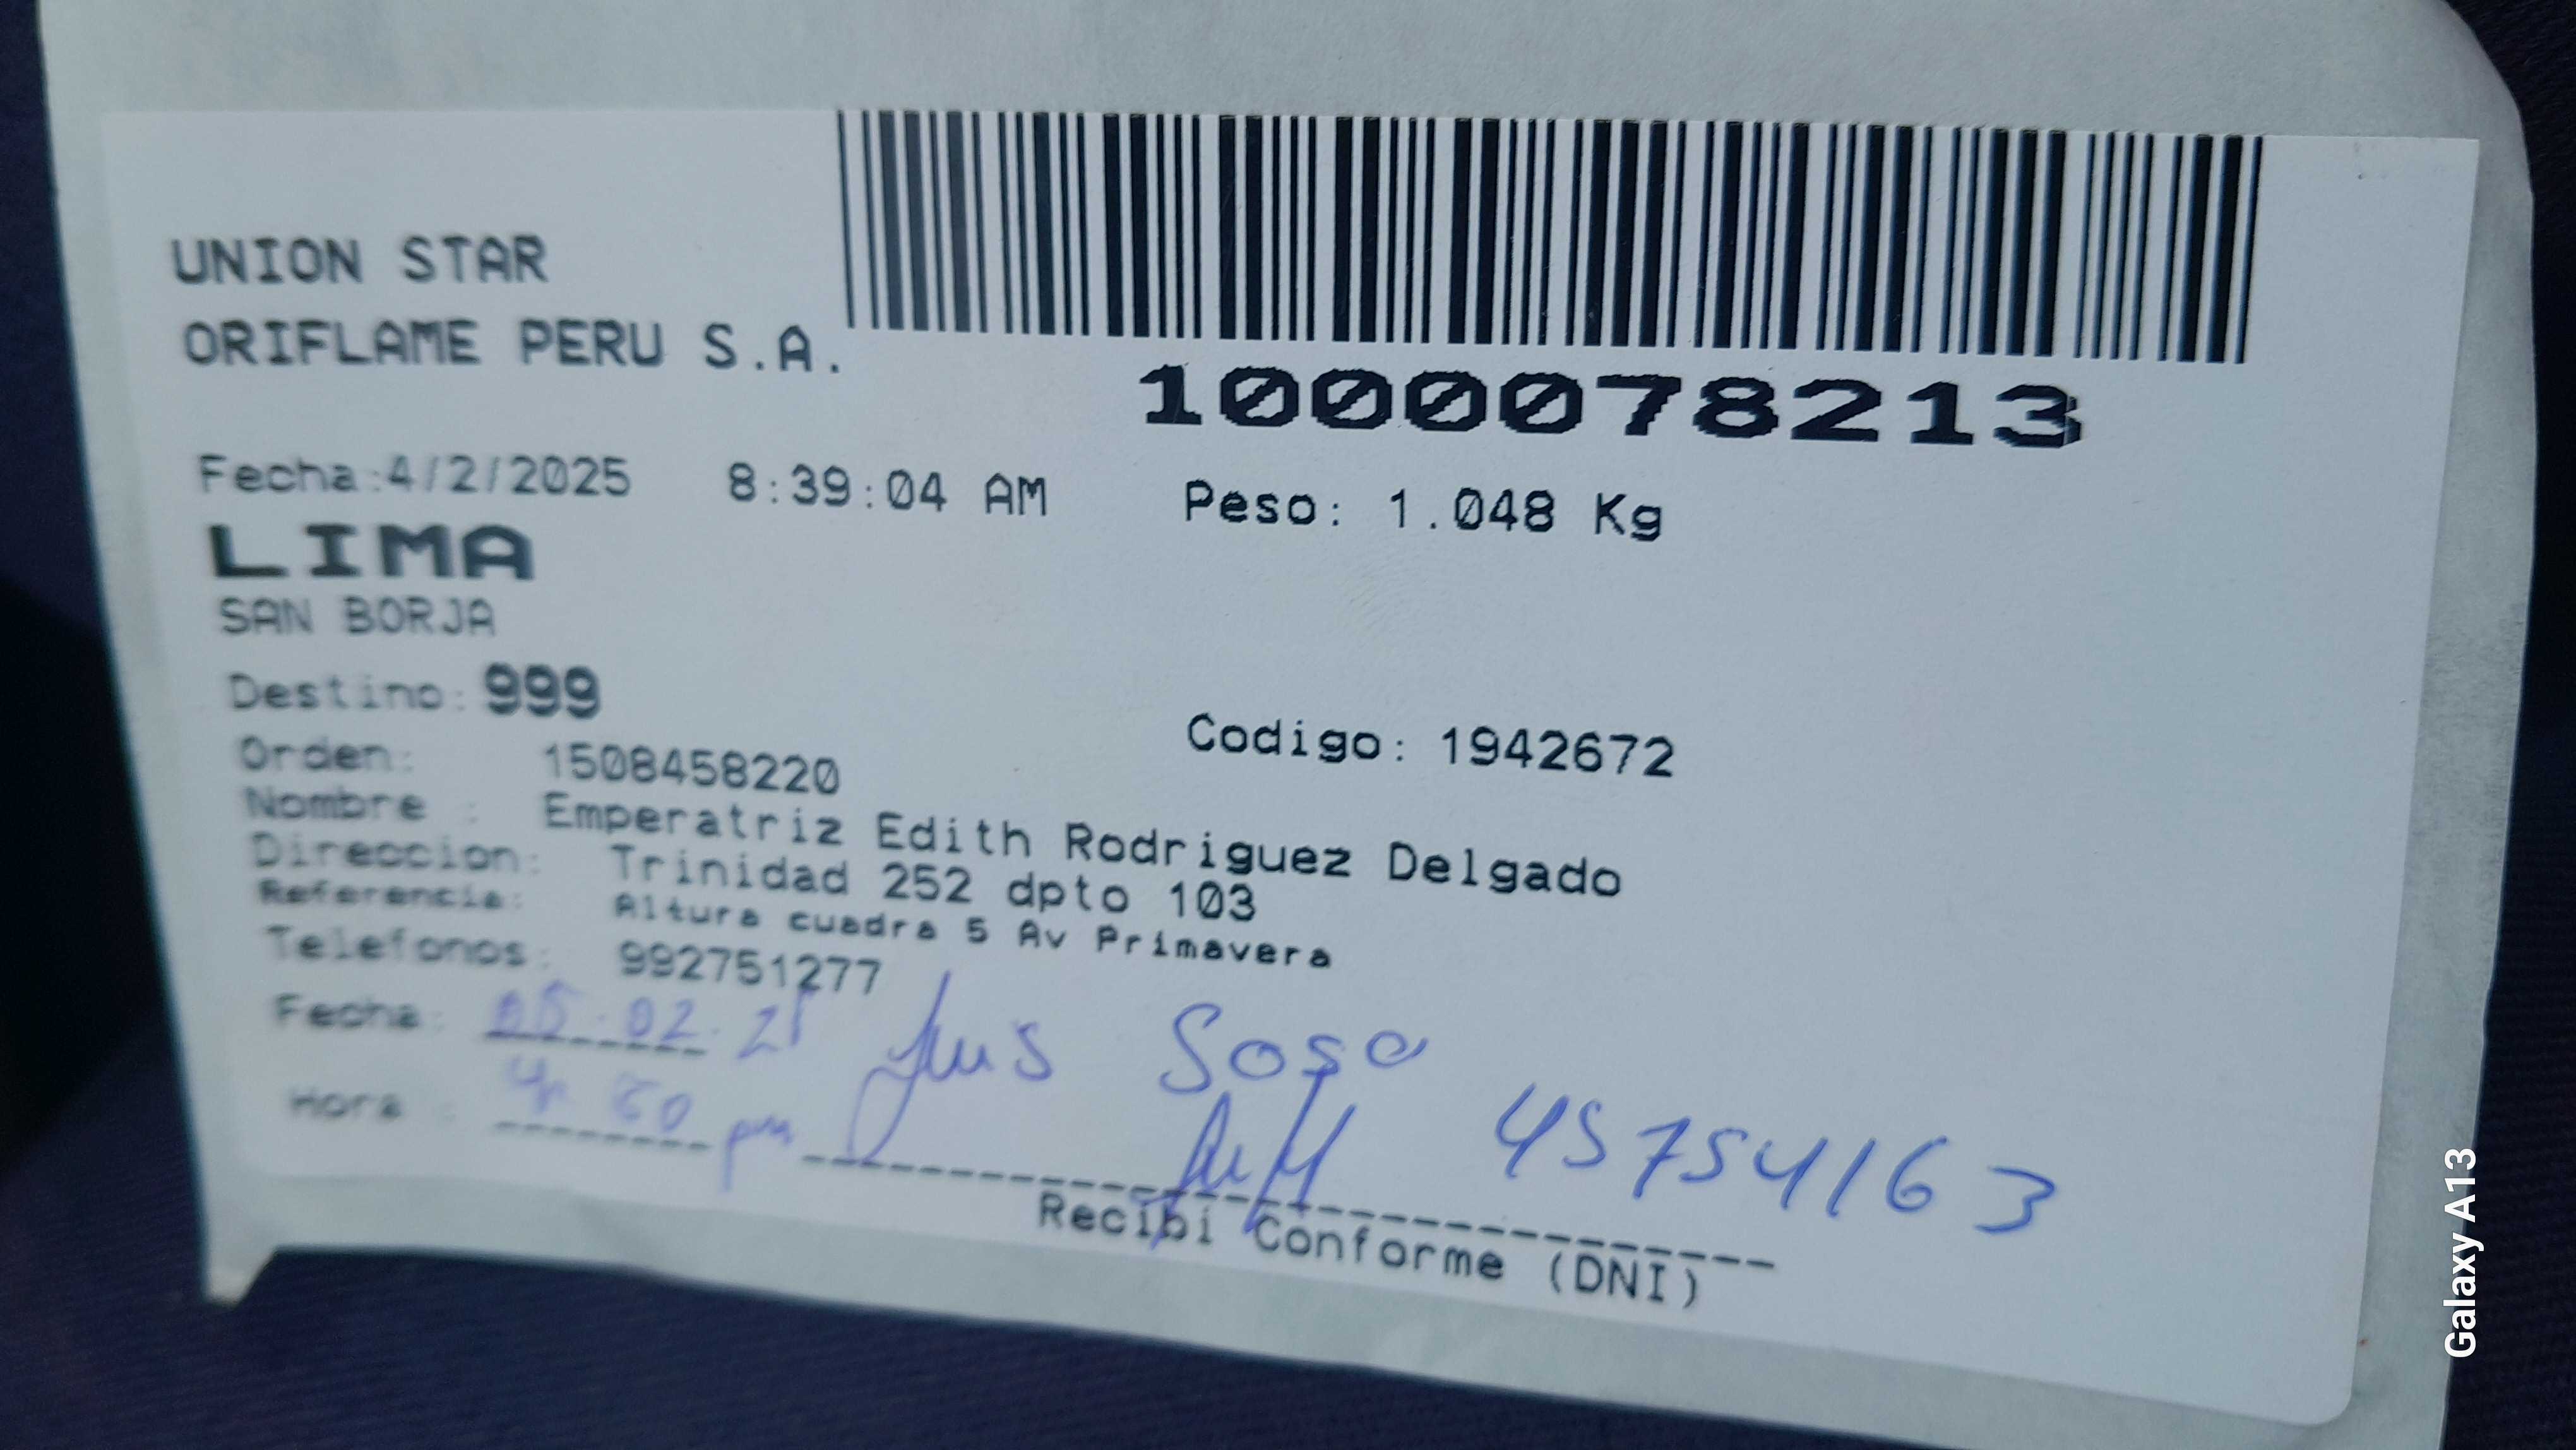 UNION STAR
ORIFLAME PERU S.A.
1000078213
Fecha:4/2/2025 8:39:04 AM Peso: 1.048 Kg
LIMA
SAN BORJA
Destino: 999
Codigo: 1942672
Orden: 1508458220
Nombre : Emperatriz Edith Rodriguez Delgado
Direccion: Trinidad 252 dpto 103
Referencia: Altura cuadra 5 Av Primavera
Telefonos: 992751277
Fecha: 05.02.25 Luis Sosa
Hora : pm 45754163
Recibi Conforme (DNI)
Galaxy A13